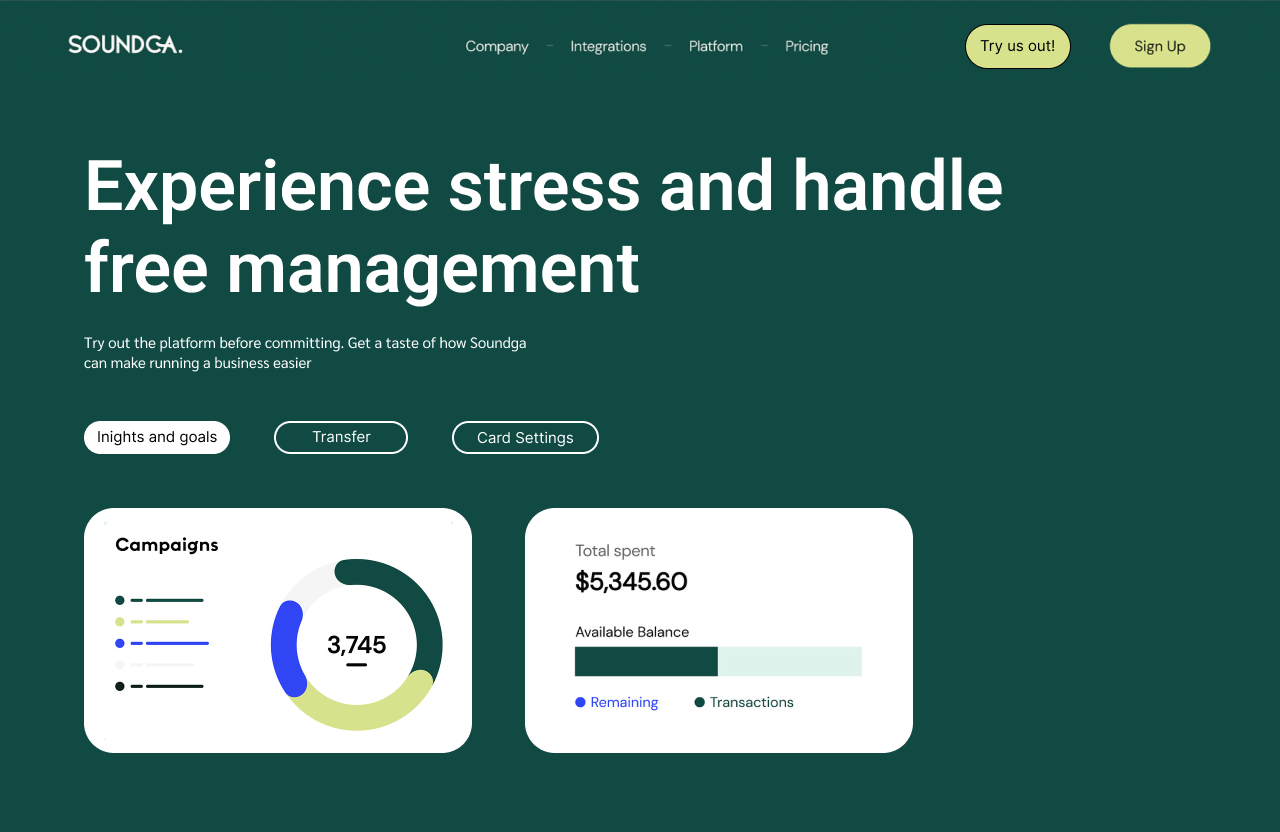 SOUNDGA.
Company – Integrations – Platform – Pricing
Try us out!
Sign Up
Experience stress and handle
free management
Try out the platform before committing. Get a taste of how Soundga
can make running a business easier
Inights and goals
Transfer
Card Settings
Campaigns
3,745
Total spent
$5,345.60
Available Balance
Remaining
Transactions